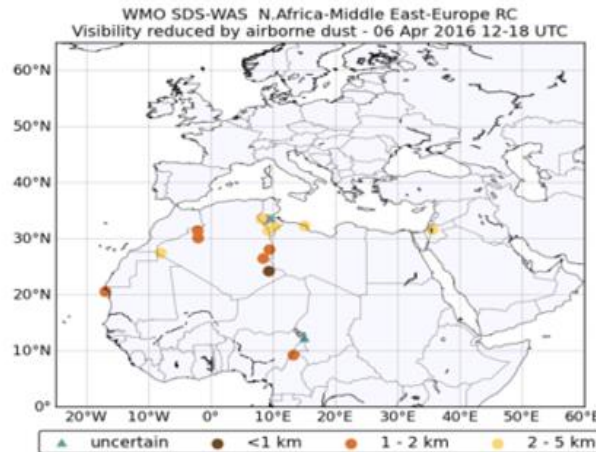 WMO SDS-WAS N.Africa-Middle East-Europe RC
Visibility reduced by airborne dust - 06 Apr 2016 12-18 UTC
60°N
50°N
40°N
30°N
20°N
10°N
0°
20°W 10°W 0° 10°E 20°E 30°E 40°E 50°E 60°E
uncertain <1 km 1 - 2 km 2 - 5 km